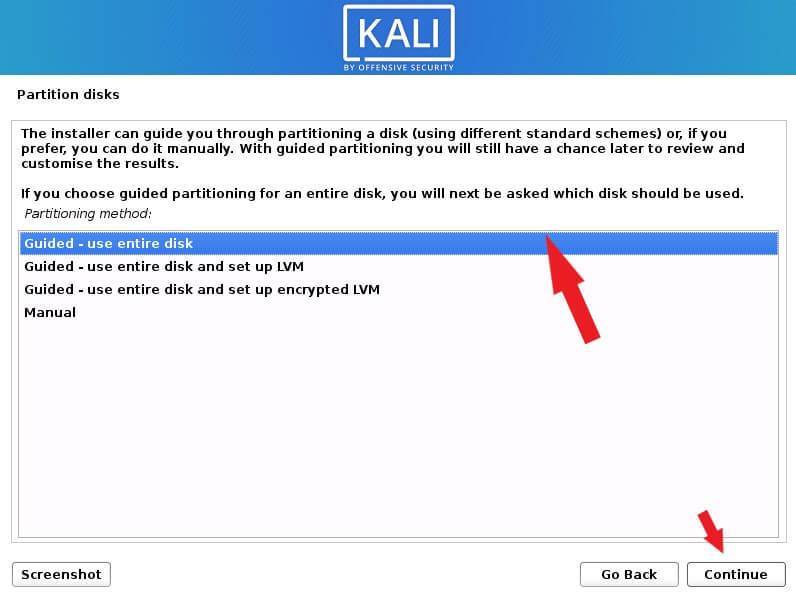 KALI
BY OFFENSIVE SECURITY
Partition disks
The installer can guide you through partitioning a disk (using different standard schemes) or, if you
prefer, you can do it manually. With guided partitioning you will still have a chance later to review and
customise the results.
If you choose guided partitioning for an entire disk, you will next be asked which disk should be used.
Partitioning method:
Guided - use entire disk
Guided - use entire disk and set up LVM
Guided - use entire disk and set up encrypted LVM
Manual
Screenshot
Go Back
Continue